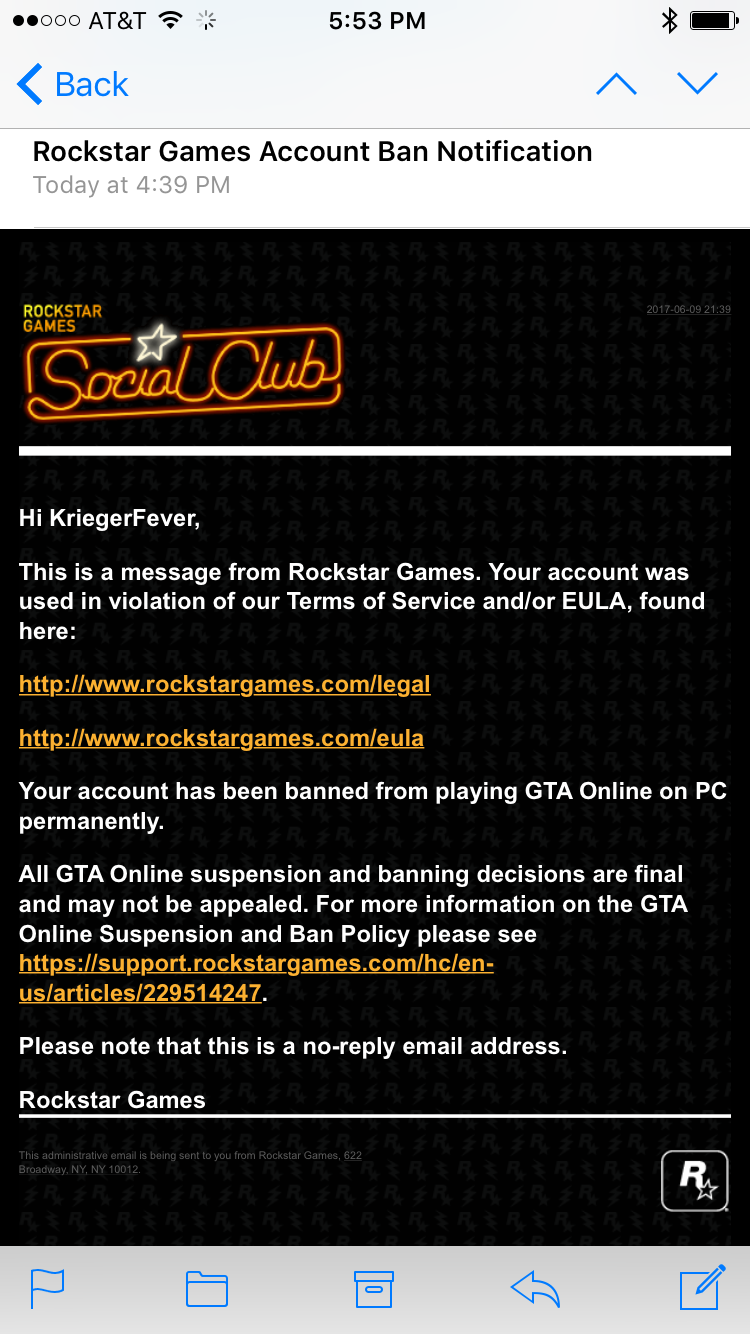 AT&T 5:53 PM
Back
Rockstar Games Account Ban Notification
Today at 4:39 PM
ROCKSTAR
GAMES
2017-06-09 21:39
Social Club
Hi KriegerFever,
This is a message from Rockstar Games. Your account was
used in violation of our Terms of Service and/or EULA, found
here:
http://www.rockstargames.com/legal
http://www.rockstargames.com/eula
Your account has been banned from playing GTA Online on PC
permanently.
All GTA Online suspension and banning decisions are final
and may not be appealed. For more information on the GTA
Online Suspension and Ban Policy please see
https://support.rockstargames.com/hc/en-
us/articles/229514247.
Please note that this is a no-reply email address.
Rockstar Games
This administrative email is being sent to you from Rockstar Games, 622
Broadway, NY, NY 10012.
R